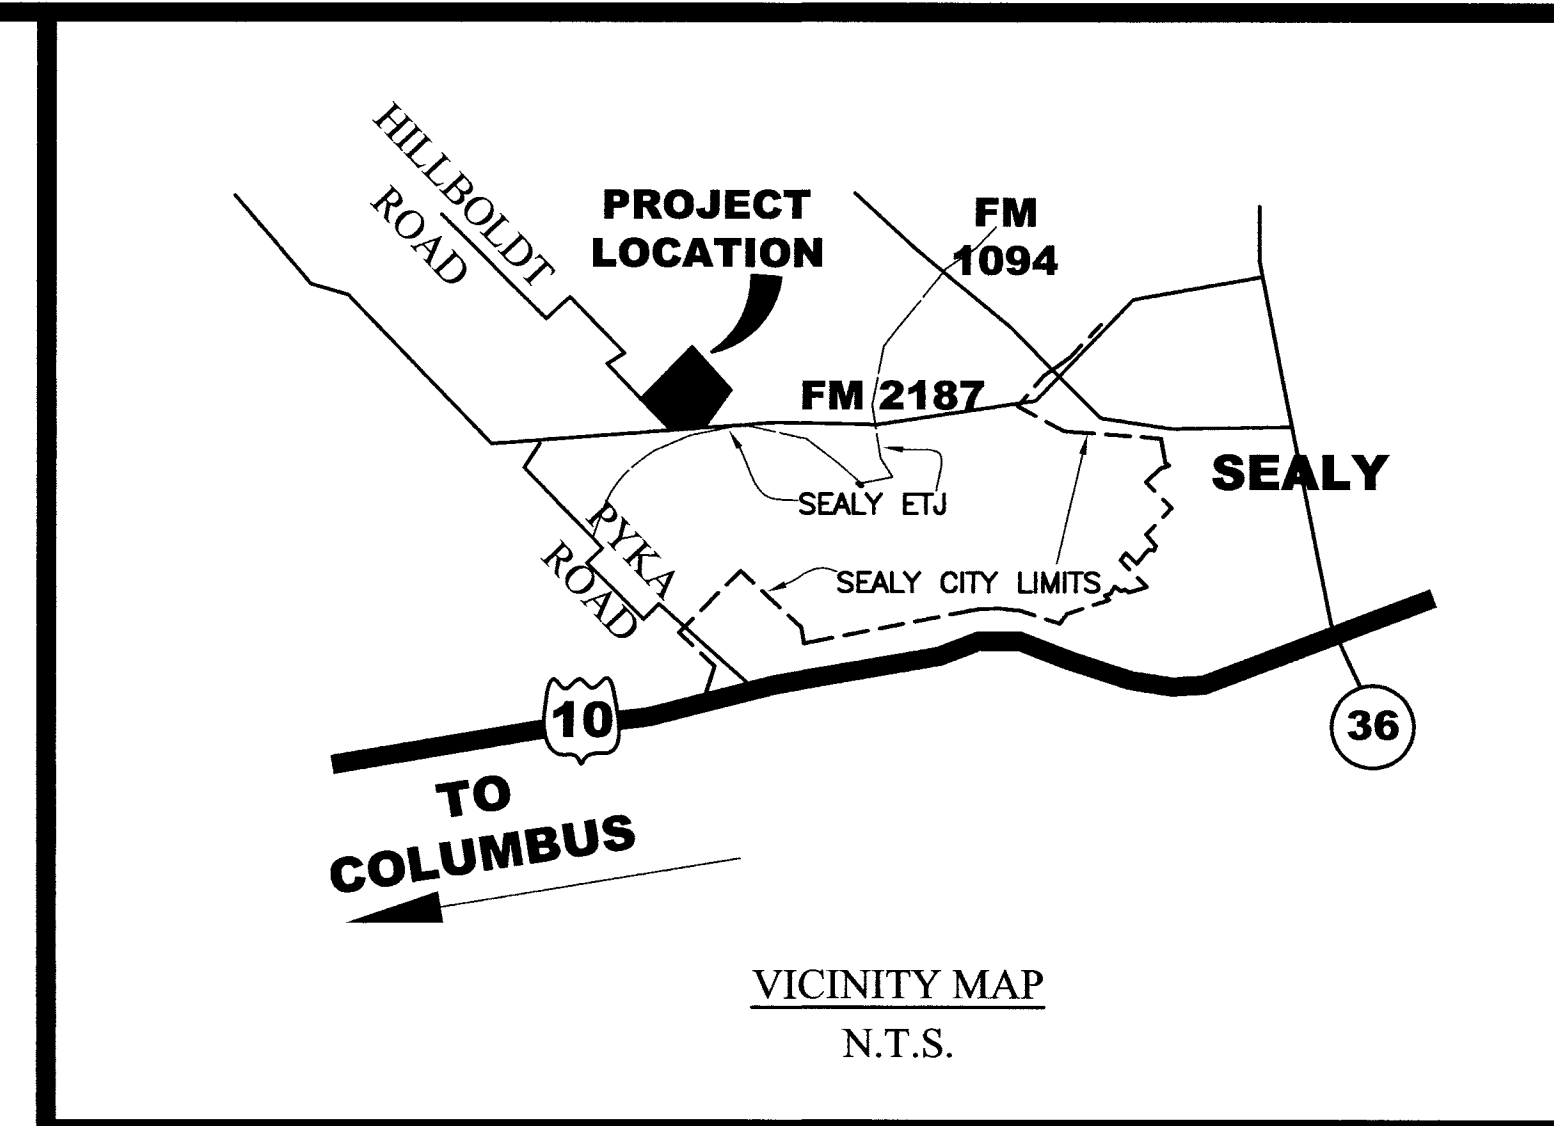 HILLBOLDT
ROAD
PROJECT
LOCATION
FM
1094
FM 2187
SEALY
SEALY ETJ
PYKA
ROAD
SEALY CITY LIMITS
10
36
TO
COLUMBUS
VICINITY MAP
N.T.S.